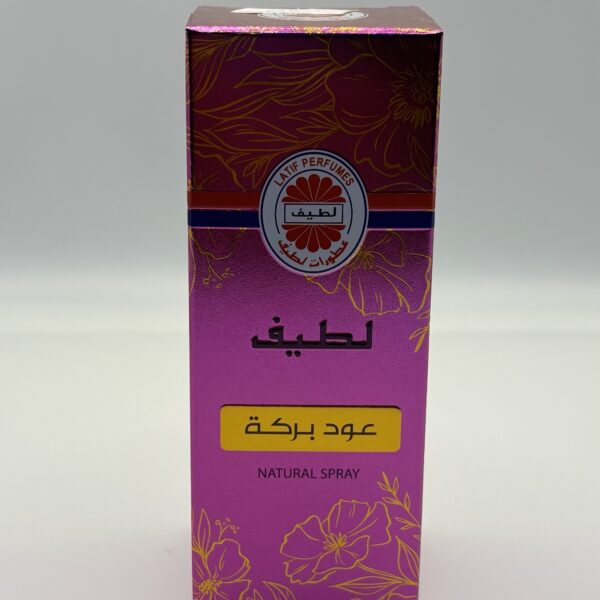 LATIF PERFUMES
لطيف
عطورات لطيف
لطيف
عود بركة
NATURAL SPRAY